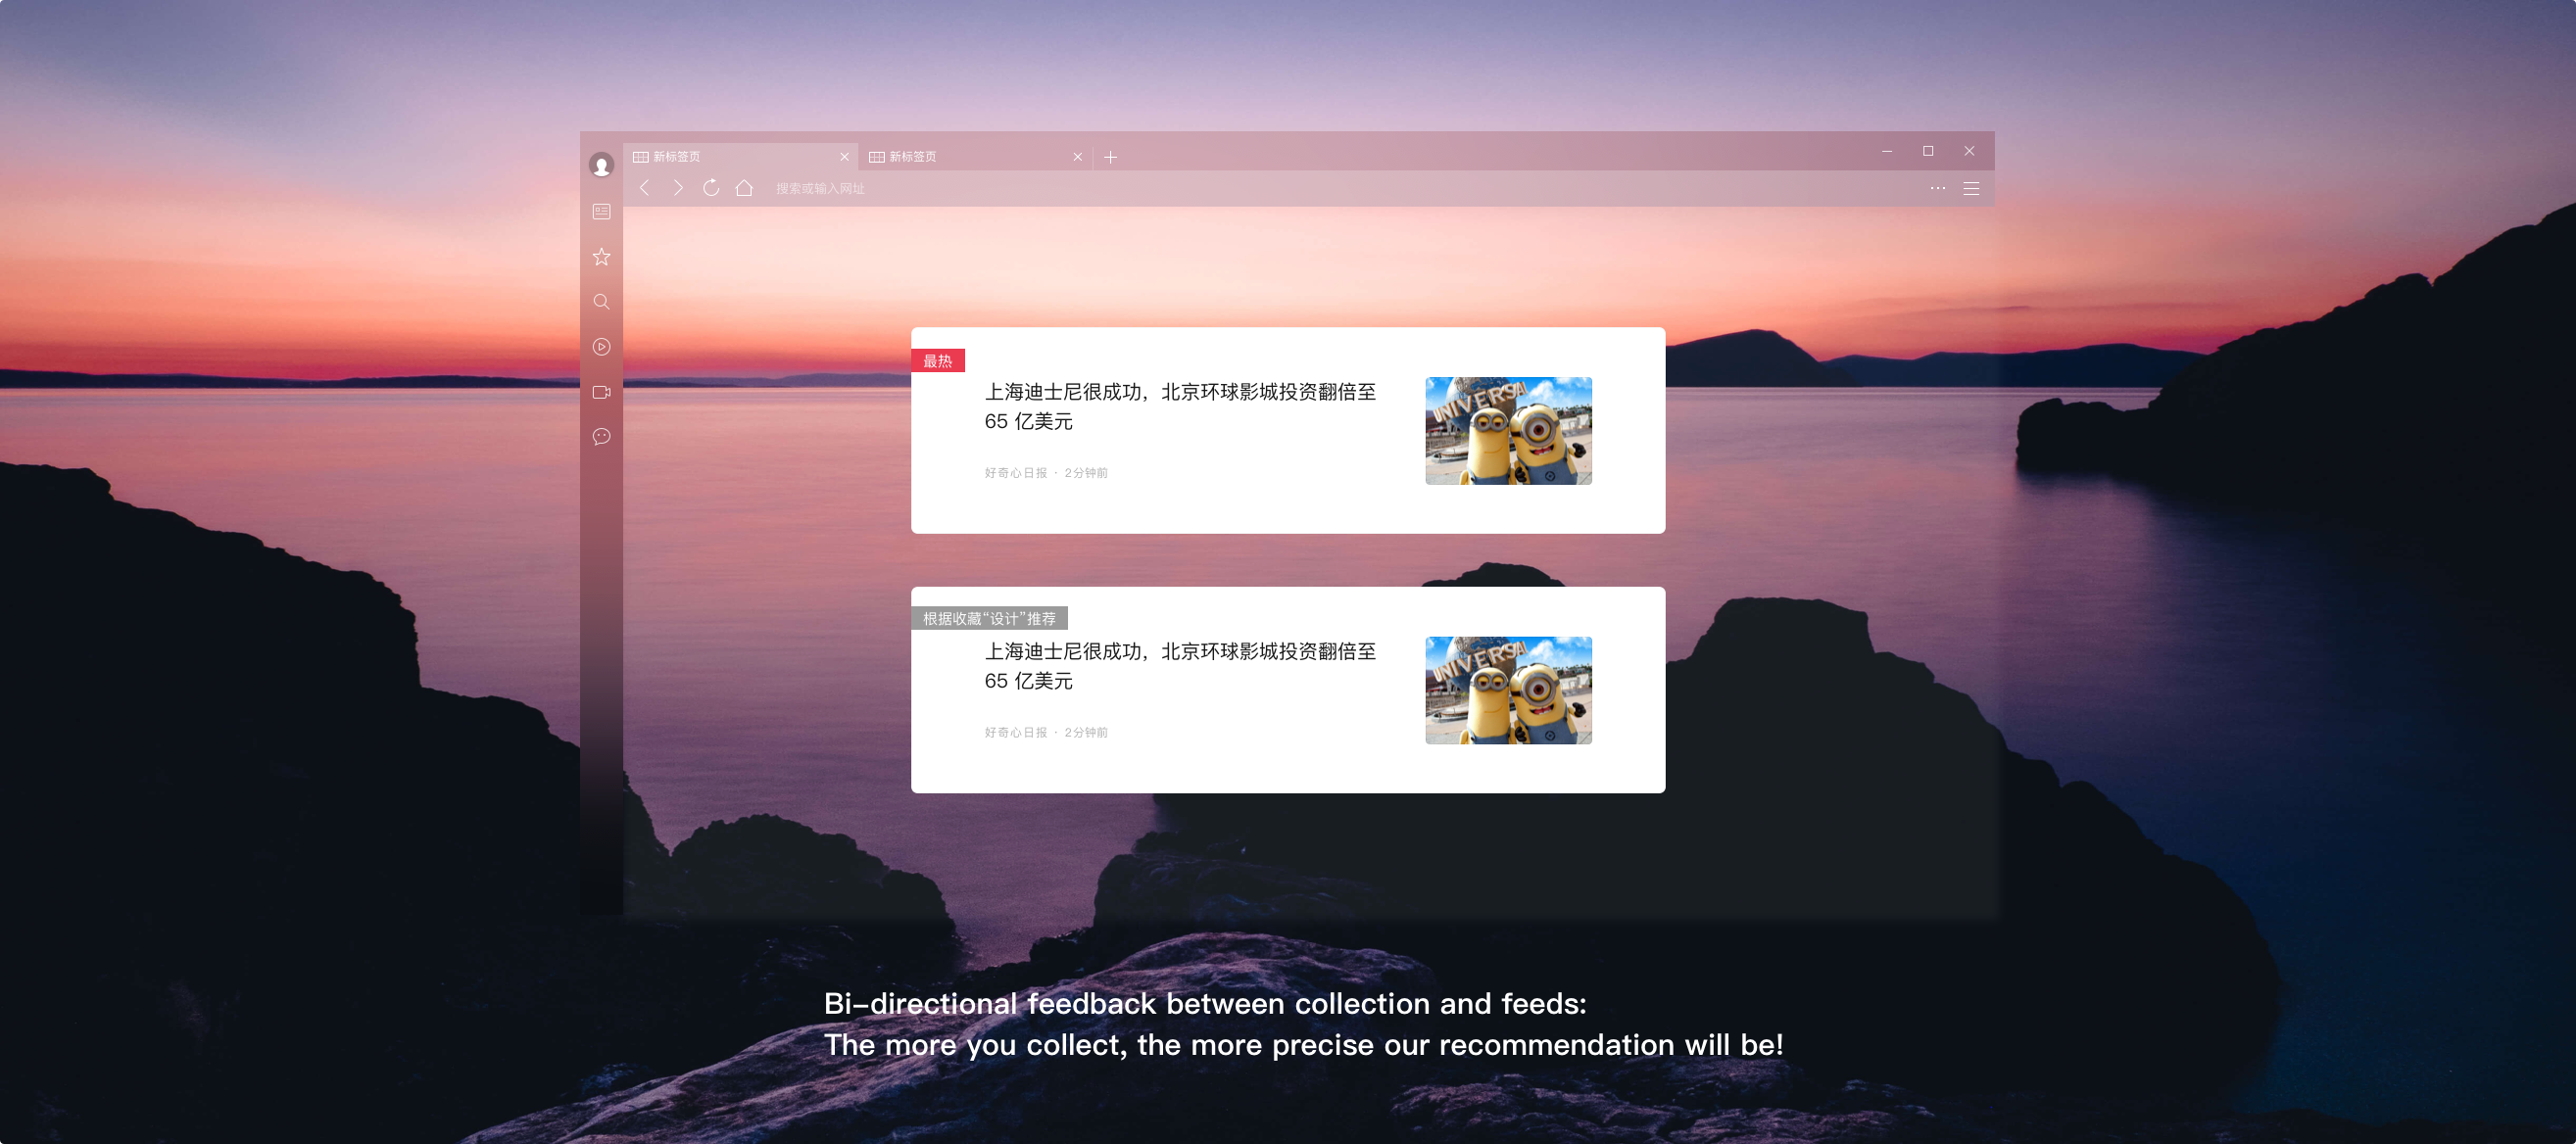 新标签页
新标签页
搜索或输入网址
最热
上海迪士尼很成功，北京环球影城投资翻倍至
65 亿美元
好奇心日报 · 2分钟前
UNIVERSAL
根据收藏“设计”推荐
上海迪士尼很成功，北京环球影城投资翻倍至
65 亿美元
好奇心日报 · 2分钟前
UNIVERSAL
Bi–directional feedback between collection and feeds:
The more you collect, the more precise our recommendation will be!